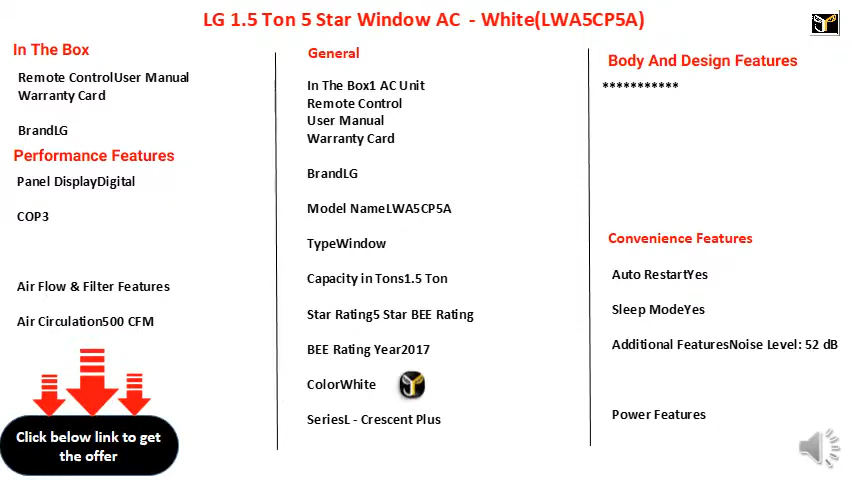 LG 1.5 Ton 5 Star Window AC - White(LWA5CP5A)
In The Box
Remote ControlUser Manual
Warranty Card
BrandLG
Performance Features
Panel DisplayDigital
COP3
Air Flow & Filter Features
Air Circulation500 CFM
Click below link to get
the offer
General
In The Box1 AC Unit
Remote Control
User Manual
Warranty Card
BrandLG
Model NameLWA5CP5A
TypeWindow
Capacity in Tons1.5 Ton
Star Rating5 Star BEE Rating
BEE Rating Year2017
ColorWhite
SeriesL - Crescent Plus
Body And Design Features
***********
Convenience Features
Auto RestartYes
Sleep ModeYes
Additional FeaturesNoise Level: 52 dB
Power Features